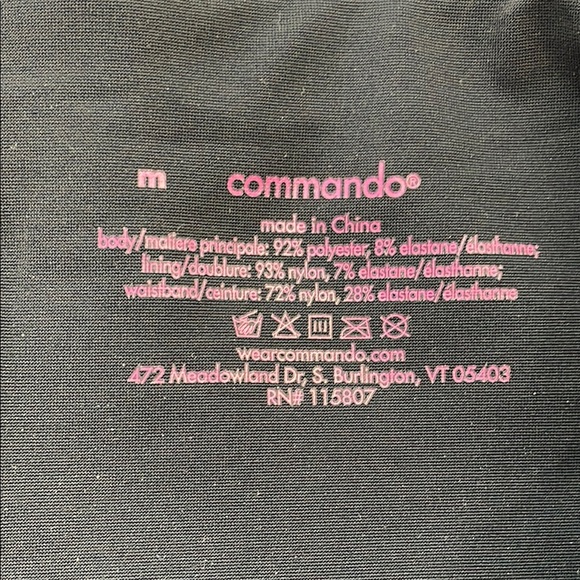 m commando®
made in China
body/matiere principale: 92% polyester, 8% elastane/élasthanne;
lining/doublure: 93% nylon, 7% elastane/élasthanne;
waistband/ceinture: 72% nylon, 28% elastane/élasthanne
wearcommando.com
472 Meadowland Dr, S. Burlington, VT 05403
RN# 115807